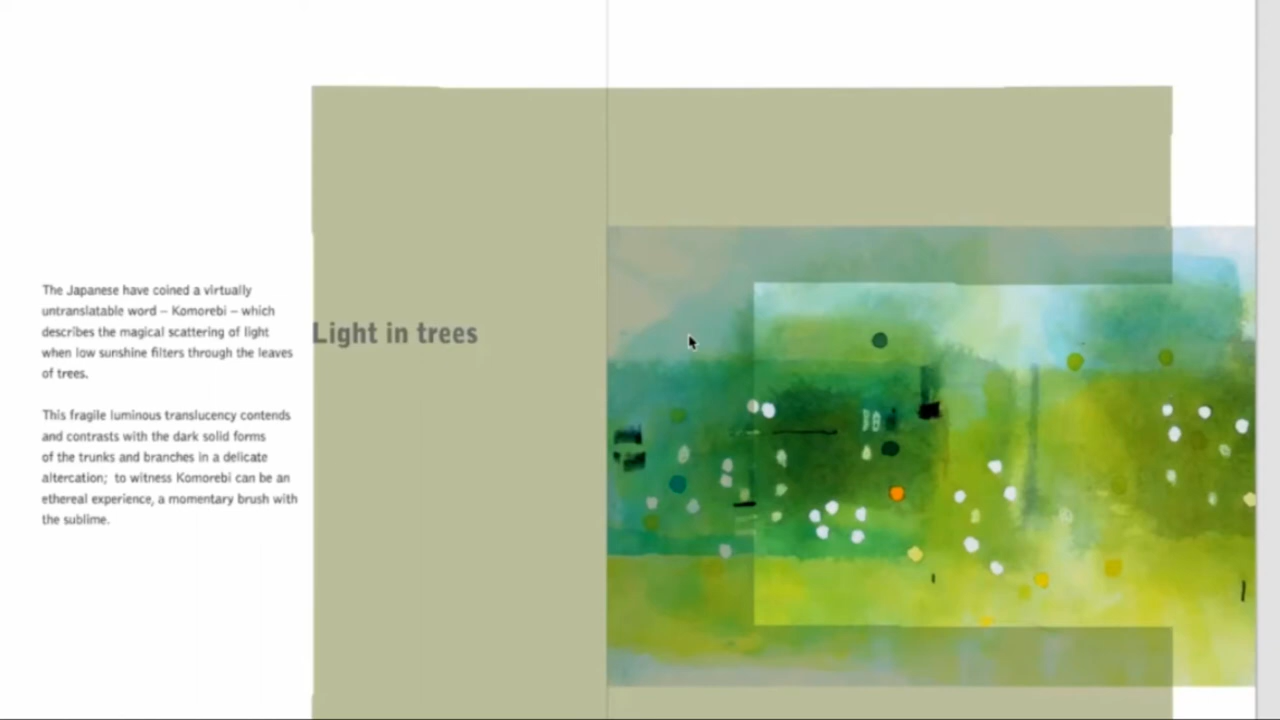 The Japanese have coined a virtually
untranslatable word – Komorebi – which
describes the magical scattering of light
when low sunshine filters through the leaves
of trees.
This fragile luminous translucency contends
and contrasts with the dark solid forms
of the trunks and branches in a delicate
altercation;  to witness Komorebi can be an
ethereal experience, a momentary brush with
the sublime.
Light in trees